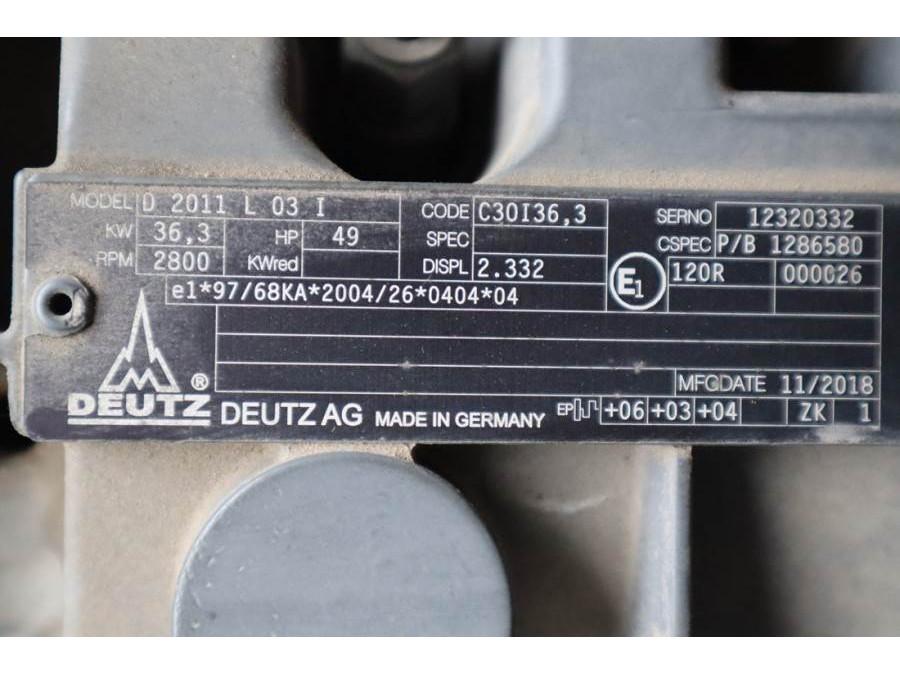 MODEL D 2011 L 03 I CODE C30I36,3 SERNO 12320332
KW 36,3 HP 49 SPEC CSPEC P/B 1286580
RPM 2800 KWred DISPL 2.332 E1 120R 000026
e1*97/68KA*2004/26*0404*04
MFGDATE 11/2018
DEUTZ ® DEUTZ AG MADE IN GERMANY EP +06 +03 +04 ZK 1